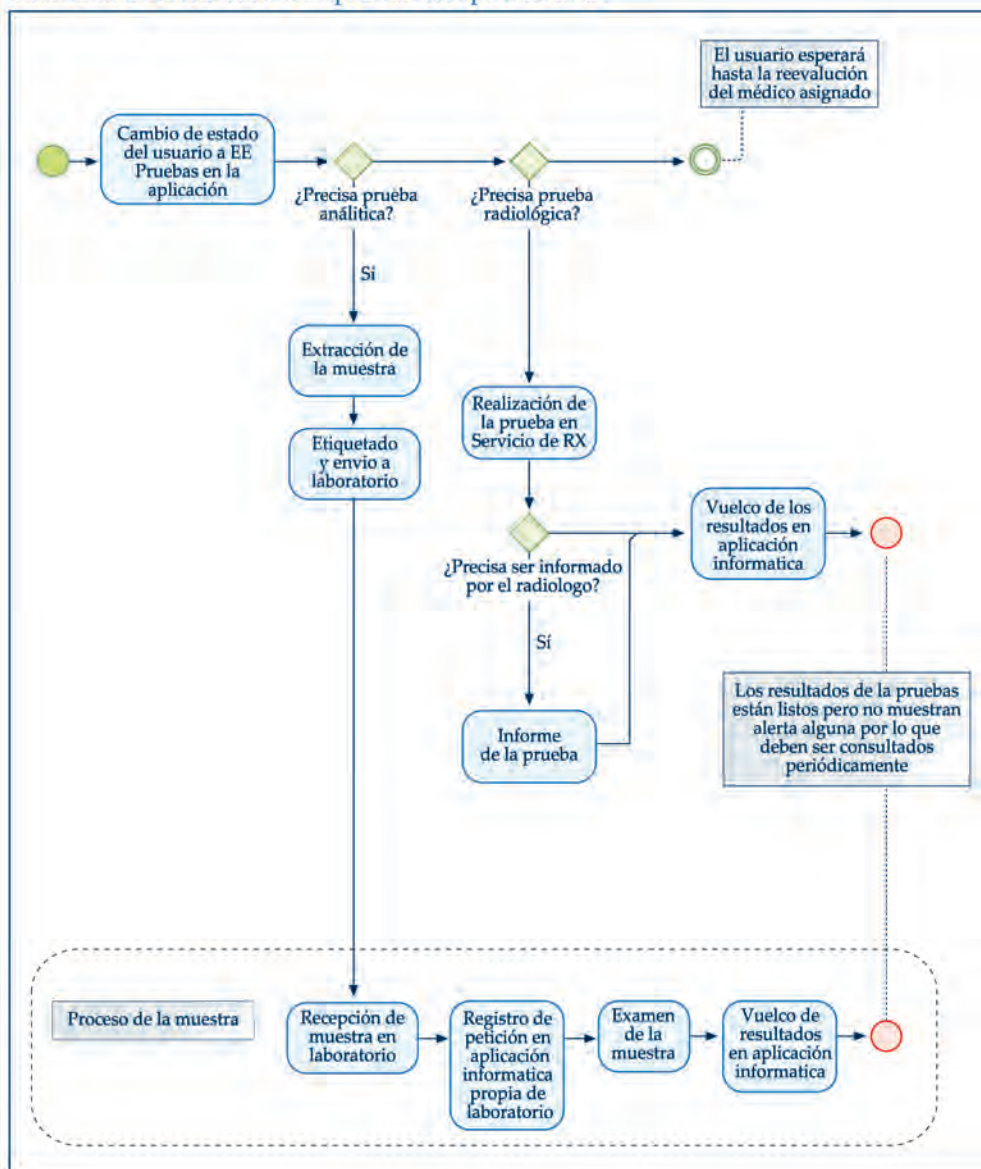 El usuario esperará
hasta la reevalución
del médico asignado
Cambio de estado
del usuario a EE
Pruebas en la
aplicación
¿Precisa prueba
análitica?
¿Precisa prueba
radiológica?
Sí
Extracción de
la muestra
Etiquetado
y envio a
laboratorio
Realización de
la prueba en
Servicio de RX
¿Precisa ser informado
por el radiologo?
Vuelco de los
resultados en
aplicación
informatica
Sí
Informe
de la prueba
Los resultados de la pruebas
están listos pero no muestran
alerta alguna por lo que
deben ser consultados
periódicamente
Proceso de la muestra
Recepción de
muestra en
laboratorio
Registro de
petición en
aplicación
informatica
propia de
laboratorio
Examen
de la
muestra
Vuelco de
resultados
en aplicación
informatica